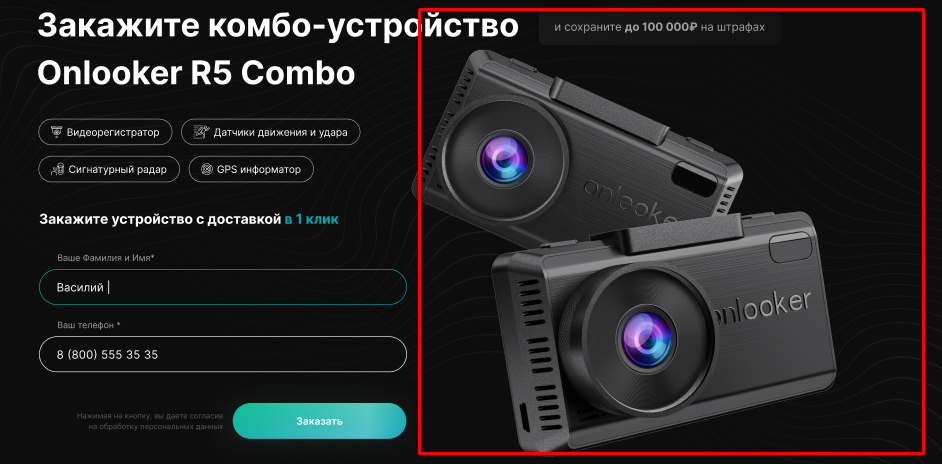 Закажите комбо-устройство
Onlooker R5 Combo
и сохраните до 100 000₽ на штрафах
Видеорегистратор
Датчики движения и удара
Сигнатурный радар
GPS информатор
Закажите устройство с доставкой в 1 клик
Ваше Фамилия и Имя*
Василий |
Ваш телефон *
8 (800) 555 35 35
Нажимая на кнопку, вы даете согласие
на обработку персональных данных
Заказать
onlooker
onlooker